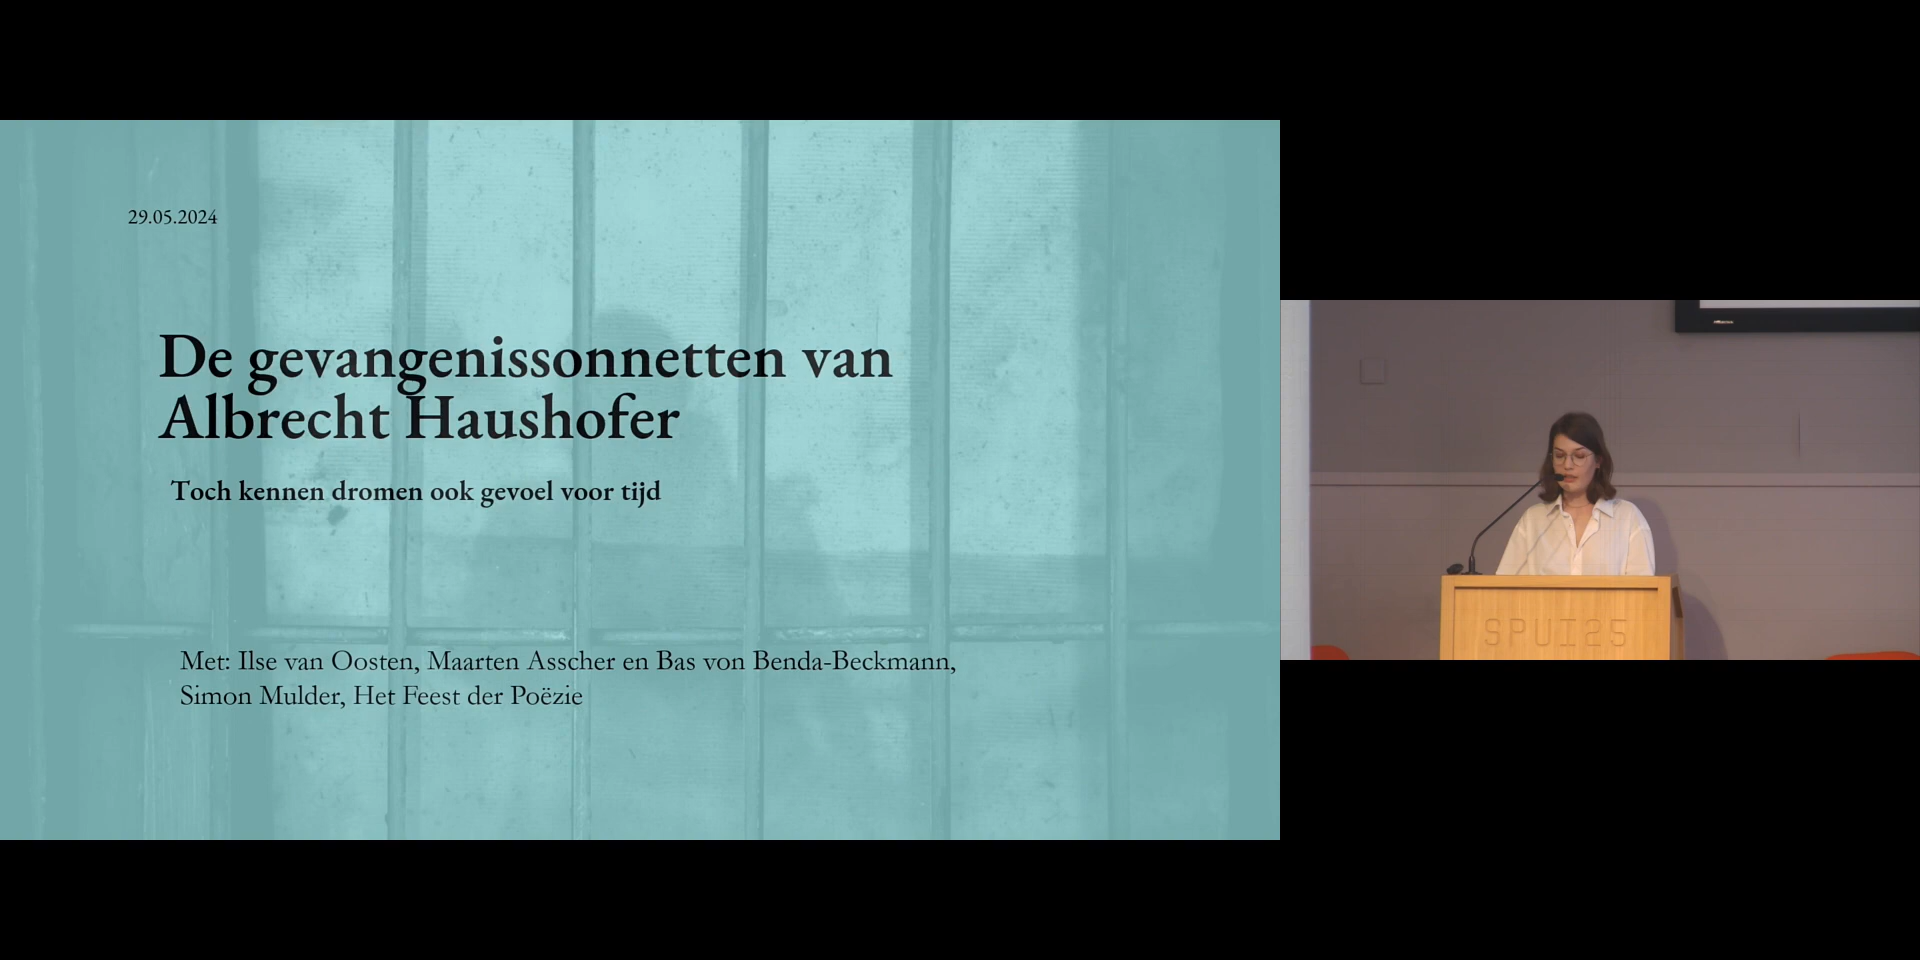 29.05.2024
De gevangenissonnetten van
Albrecht Haushofer
Toch kennen dromen ook gevoel voor tijd
Met: Ilse van Oosten, Maarten Asscher en Bas von Benda-Beckmann,
Simon Mulder, Het Feest der Poëzie
SPUI25